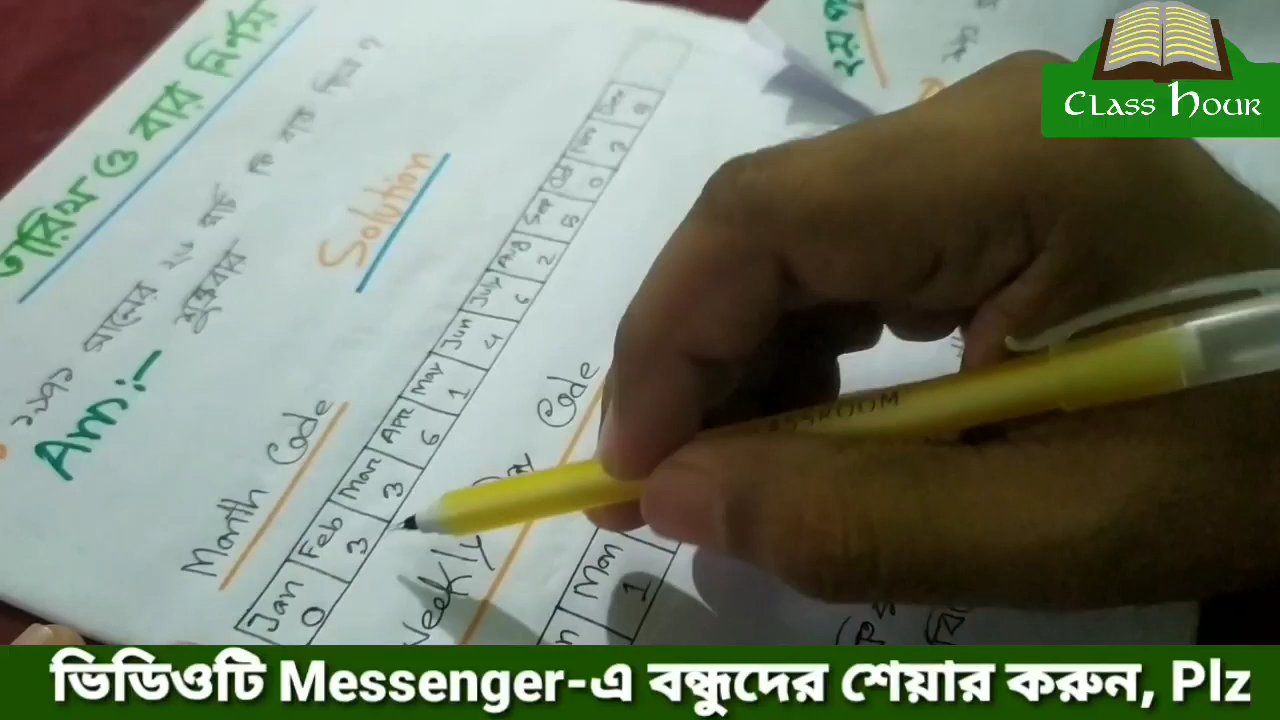 তারিখ ও বার নির্ণয়
১৯৭১ সালের ২৬ মার্চ কি বার ছিল ?
Ans:- শুক্রবার
Solution
Month Code
Jan Feb Mar Apr May Jun July Aug Sep Oct Nov Dec
0 3 3 6 1 4 6 2 5 0 3 5
Weekly Code
Mon
1
২য় 
CLASS HOUR
ভিডিওটি Messenger-এ বন্ধুদের শেয়ার করুন, Plz